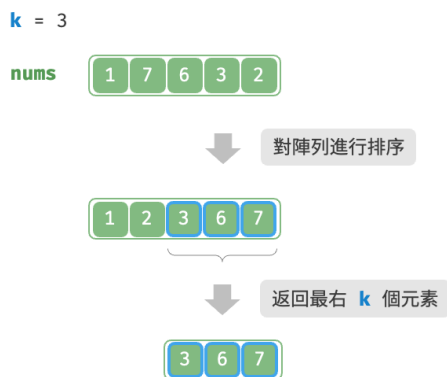 k = 3
nums 1 7 6 3 2
對陣列進行排序
1 2 3 6 7
返回最右 k 個元素
3 6 7